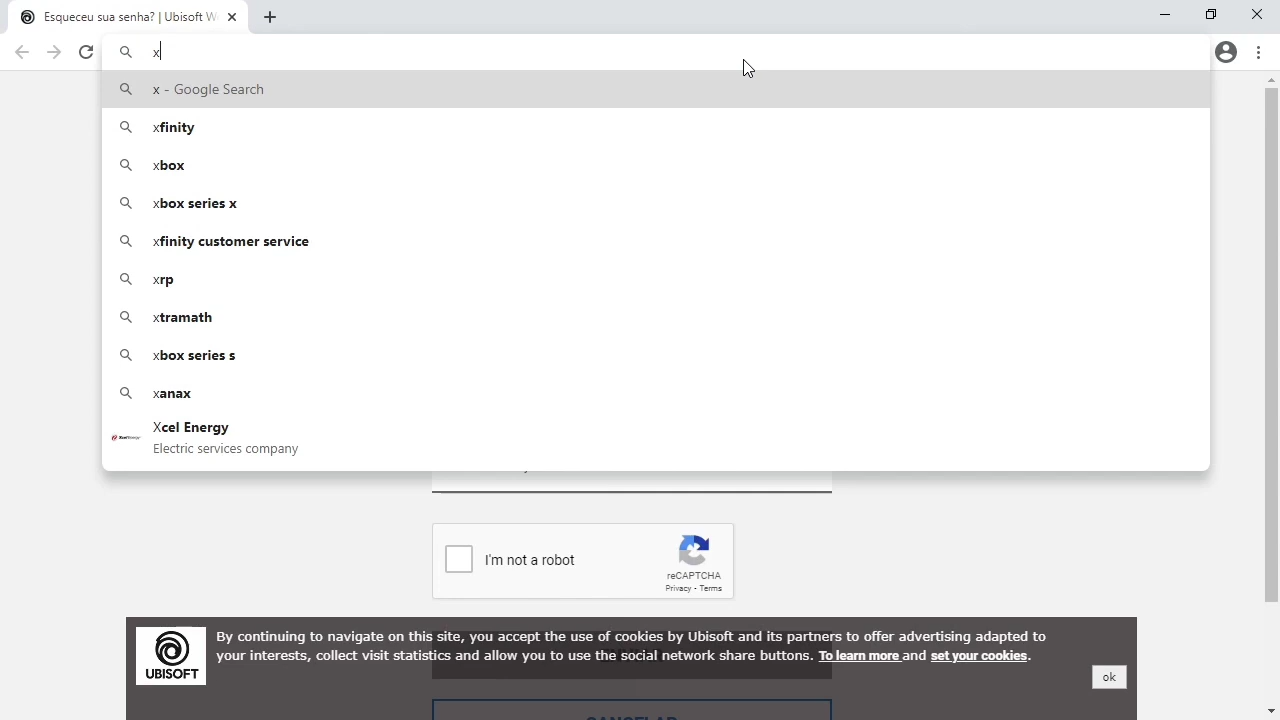 Esqueceu sua senha? | Ubisoft
x
x - Google Search
xfinity
xbox
xbox series x
xfinity customer service
xrp
xtramath
xbox series s
xanax
Xcel Energy
Electric services company
I'm not a robot
reCAPTCHA
Privacy - Terms
By continuing to navigate on this site, you accept the use of cookies by Ubisoft and its partners to offer advertising adapted to
your interests, collect visit statistics and allow you to use the social network share buttons. To learn more and set your cookies.
UBISOFT
ok
CANCELAR